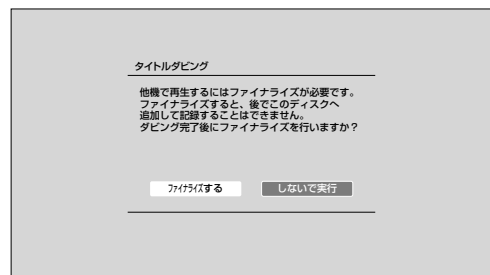 タイトルダビング
他機で再生するにはファイナライズが必要です。
ファイナライズすると、後でこのディスクへ
追加して記録することはできません。
ダビング完了後にファイナライズを行いますか？
ﾌｧｲﾅﾗｲｽﾞする
しないで実行